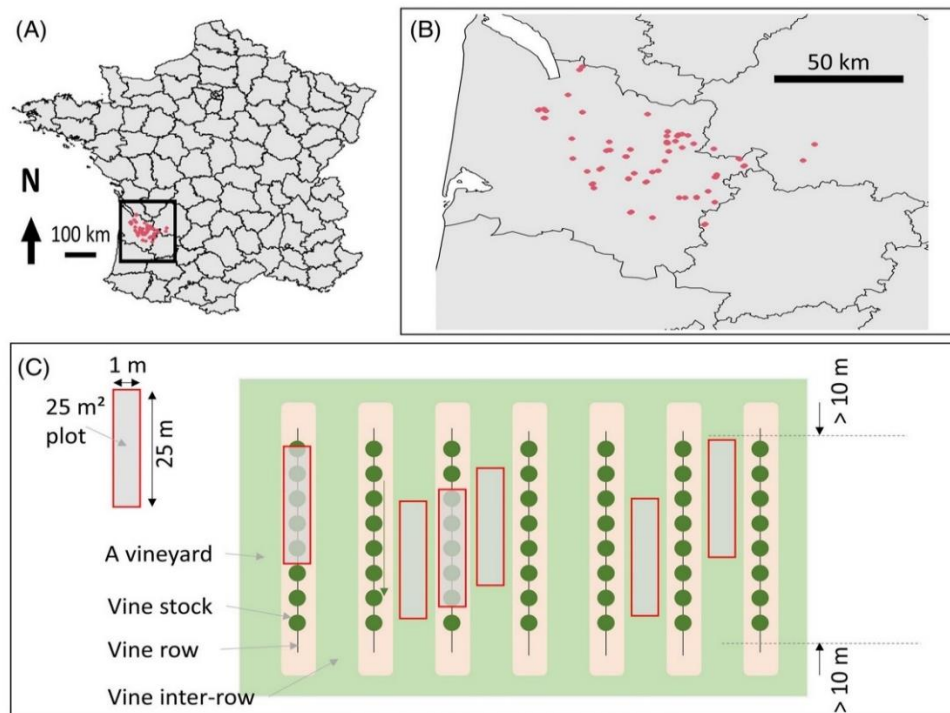 (A)
N
100 km
(B)
50 km
(C)
1 m
25 m²
plot
25 m
A vineyard
Vine stock
Vine row
Vine inter-row
> 10 m
> 10 m